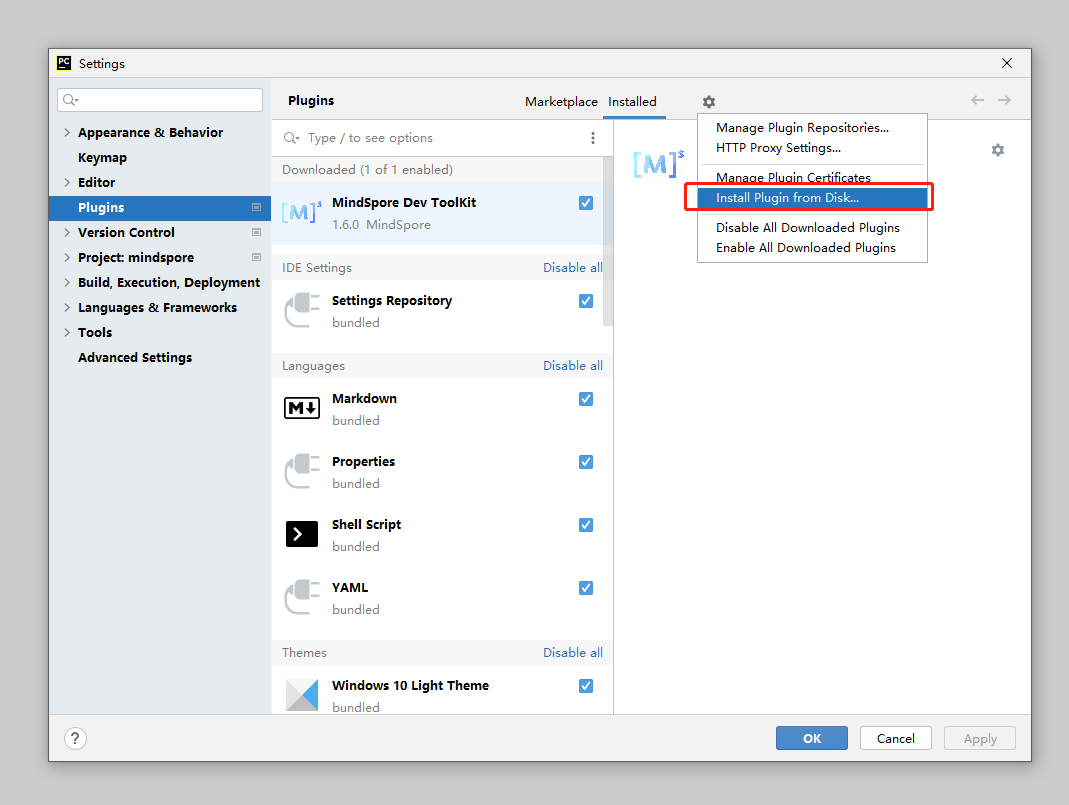 PC Settings
Appearance & Behavior
Keymap
Editor
Plugins
Version Control
Project: mindspore
Build, Execution, Deployment
Languages & Frameworks
Tools
Advanced Settings
Plugins Marketplace Installed
Type / to see options
Downloaded (1 of 1 enabled)
[M]s MindSpore Dev ToolKit
1.6.0 MindSpore
IDE Settings Disable all
Settings Repository
bundled
Languages Disable all
M Markdown
bundled
Properties
bundled
Shell Script
bundled
YAML
bundled
Themes Disable all
Windows 10 Light Theme
bundled
[M]s
Manage Plugin Repositories...
HTTP Proxy Settings...
Manage Plugin Certificates
Install Plugin from Disk...
Disable All Downloaded Plugins
Enable All Downloaded Plugins
? OK Cancel Apply